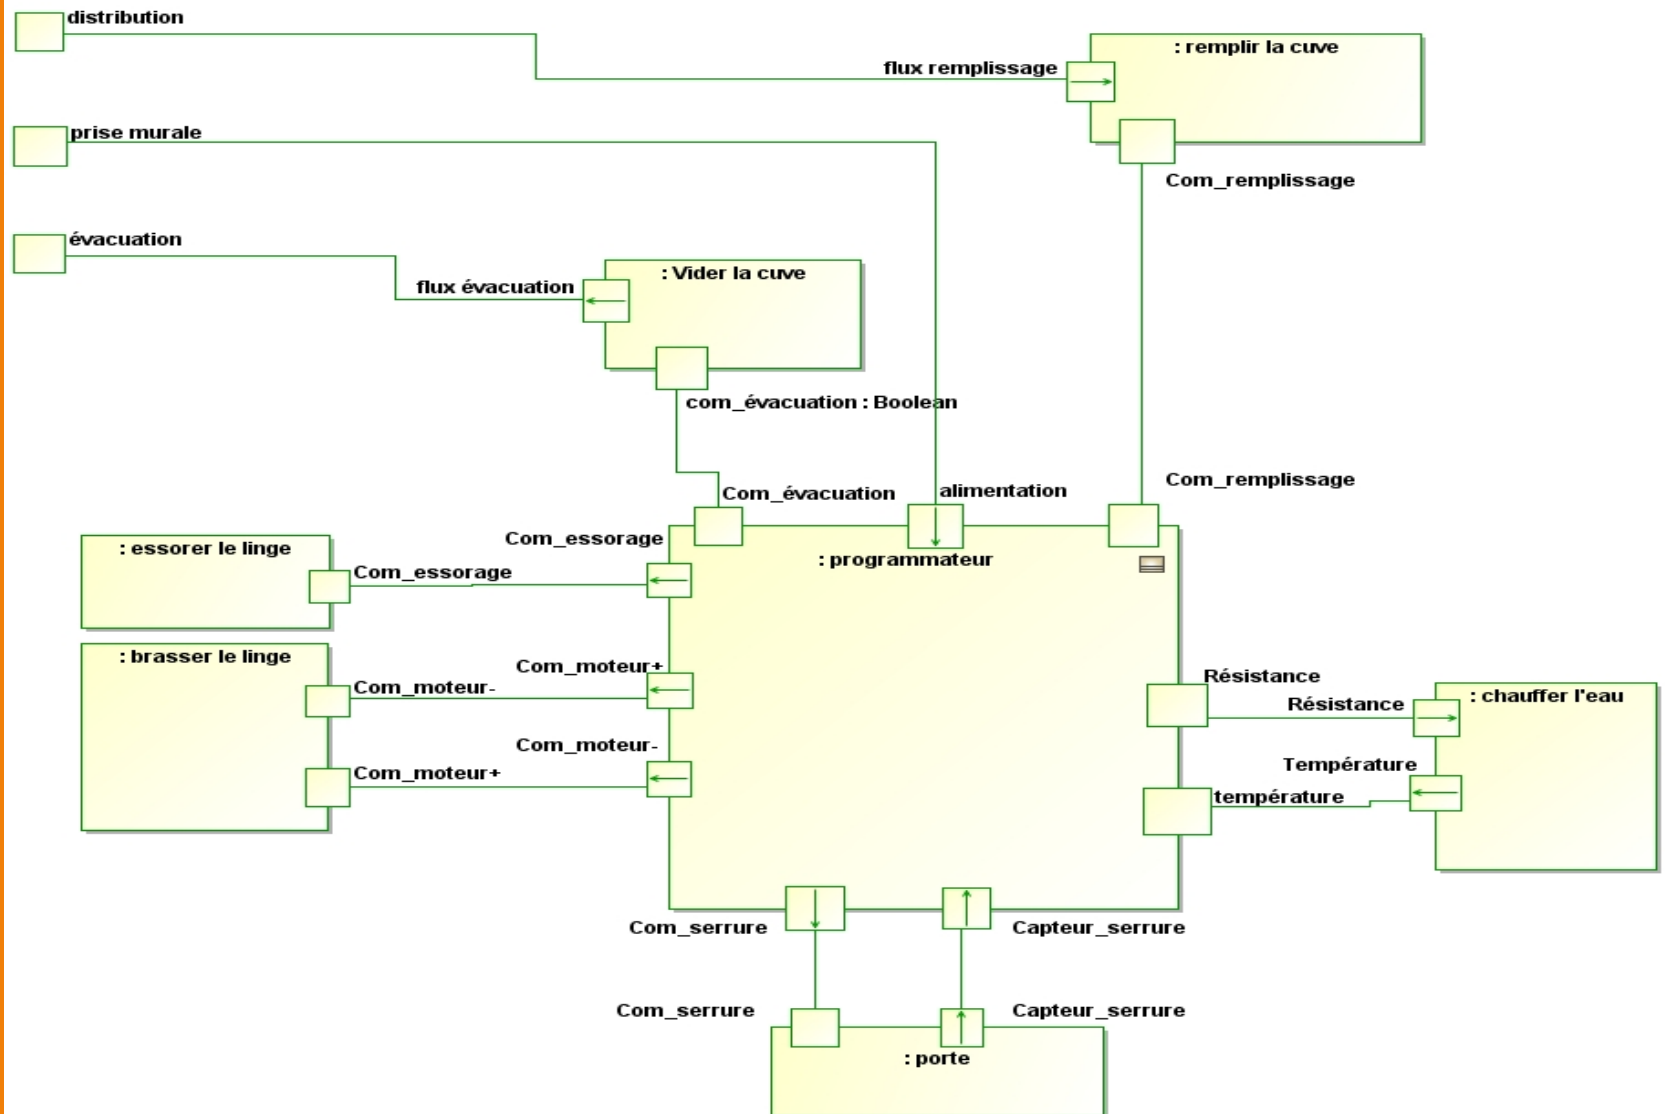 distribution
: remplir la cuve
flux remplissage
prise murale
Com_remplissage
évacuation
: Vider la cuve
flux évacuation
com_évacuation : Boolean
Com_remplissage
Com_évacuation
alimentation
Com_essorage
: essorer le linge
: programmateur
Com_essorage
: brasser le linge
Com_moteur+
Com_moteur-
Résistance
Résistance
: chauffer l'eau
Com_moteur-
Com_moteur+
Température
température
Com_serrure
Capteur_serrure
Com_serrure
Capteur_serrure
: porte